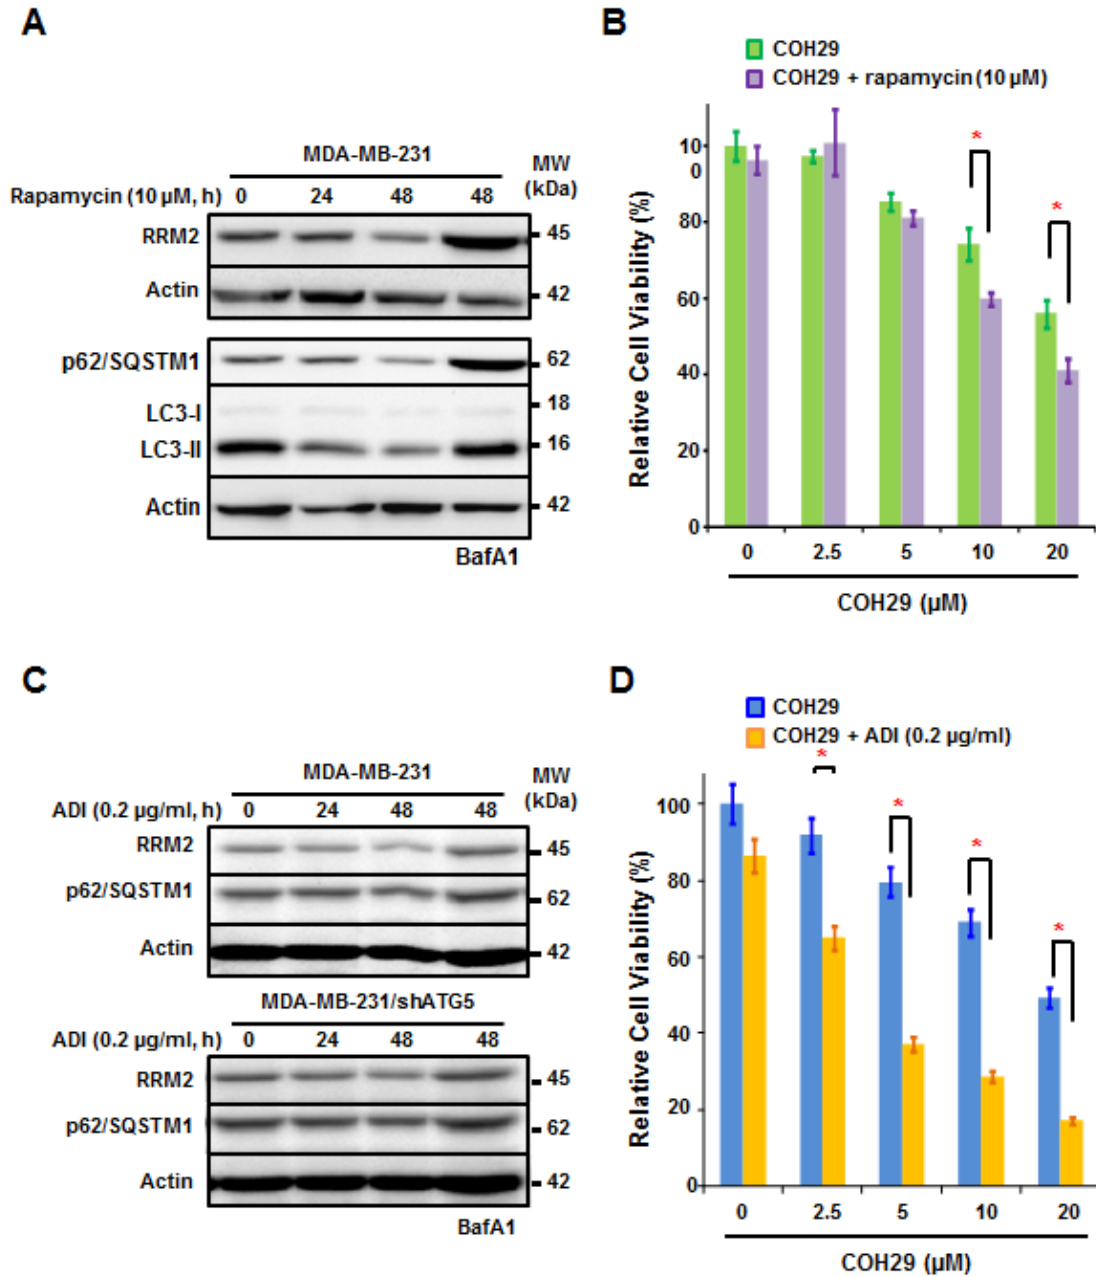 A
MDA-MB-231
MW
(kDa)
Rapamycin (10 µM, h) 0 24 48 48
RRM2 45
Actin 42
p62/SQSTM1 62
18
LC3-I
LC3-II 16
Actin 42
BafA1
B
COH29
COH29 + rapamycin (10 µM)
Relative Cell Viability (%)
10
0
80
60
40
20
0
* *
0 2.5 5 10 20
COH29 (µM)
C
MDA-MB-231
MW
(kDa)
ADI (0.2 µg/ml, h) 0 24 48 48
RRM2 45
p62/SQSTM1 62
Actin 42
MDA-MB-231/shATG5
ADI (0.2 µg/ml, h) 0 24 48 48
RRM2 45
p62/SQSTM1 62
Actin 42
BafA1
D
COH29
COH29 + ADI (0.2 µg/ml)
Relative Cell Viability (%)
100
80
60
40
20
0
* * * *
0 2.5 5 10 20
COH29 (µM)